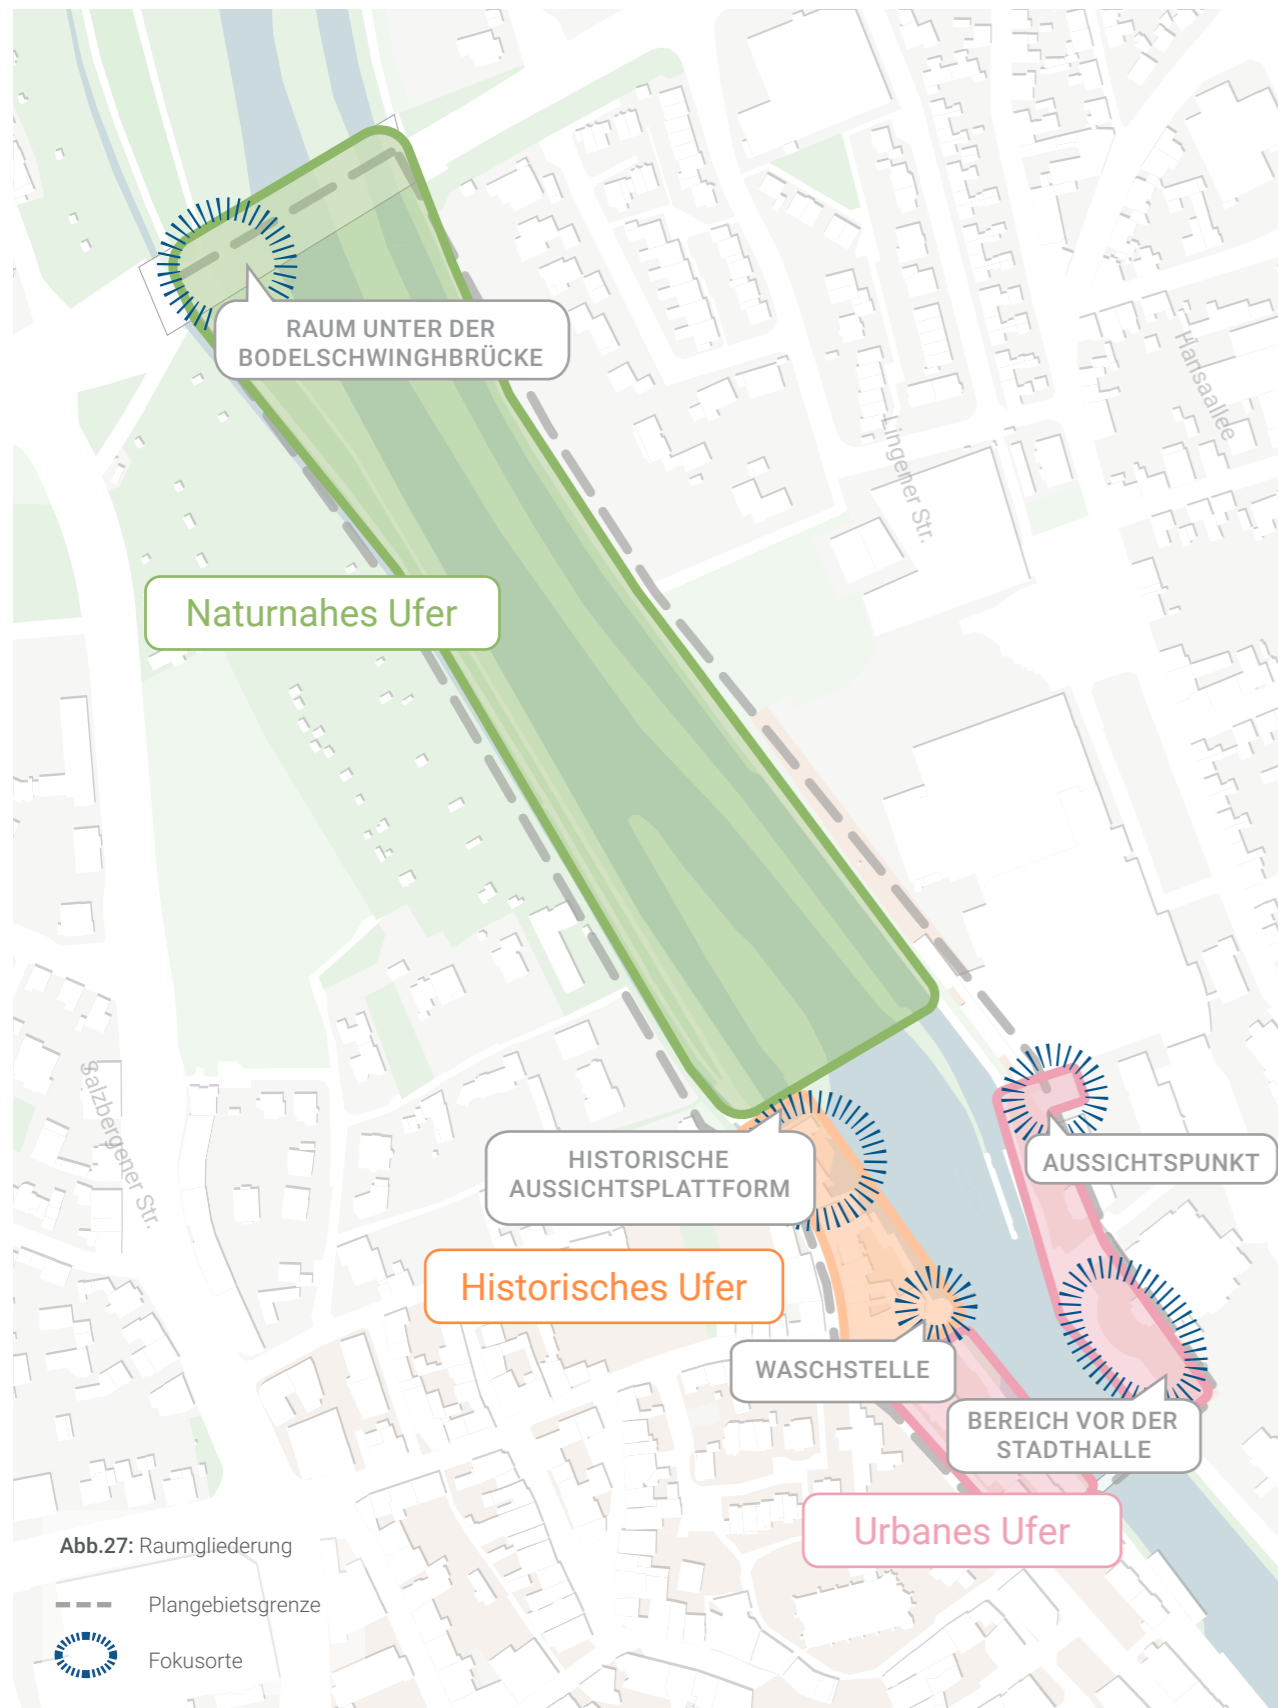 RAUM UNTER DER
BODELSCHWINGHBRÜCKE
Hansaallee
Lingener Str.
Naturnahes Ufer
Salzbergener Str.
HISTORISCHE
AUSSICHTSPLATTFORM
AUSSICHTSPUNKT
Historisches Ufer
WASCHSTELLE
BEREICH VOR DER
STADTHALLE
Urbanes Ufer
Abb.27: Raumgliederung
Plangebietsgrenze
Fokusorte